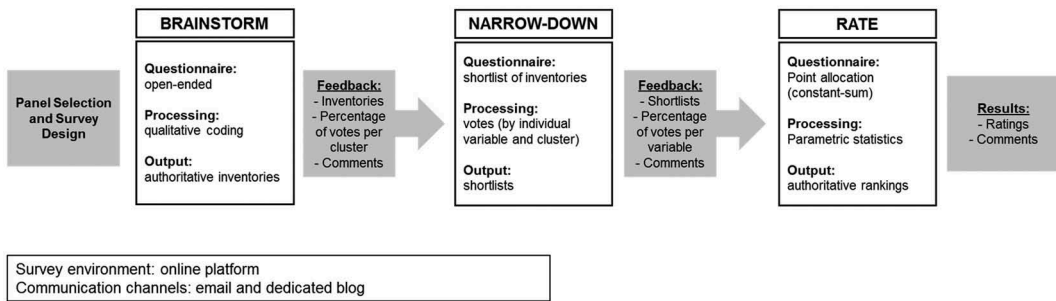 Panel Selection
and Survey
Design
BRAINSTORM
Questionnaire:
open-ended
Processing:
qualitative coding
Output:
authoritative inventories
Feedback:
- Inventories
- Percentage
of votes per
cluster
- Comments
NARROW-DOWN
Questionnaire:
shortlist of inventories
Processing:
votes (by individual
variable and cluster)
Output:
shortlists
Feedback:
- Shortlists
- Percentage
of votes per
variable
- Comments
RATE
Questionnaire:
Point allocation
(constant-sum)
Processing:
Parametric statistics
Output:
authoritative rankings
Results:
- Ratings
- Comments
Survey environment: online platform
Communication channels: email and dedicated blog